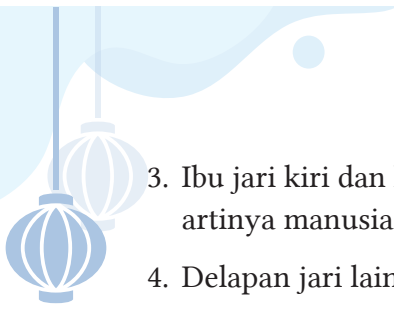 3. Ibu jari kiri dan
artinya manusia
4. Delapan jari lain